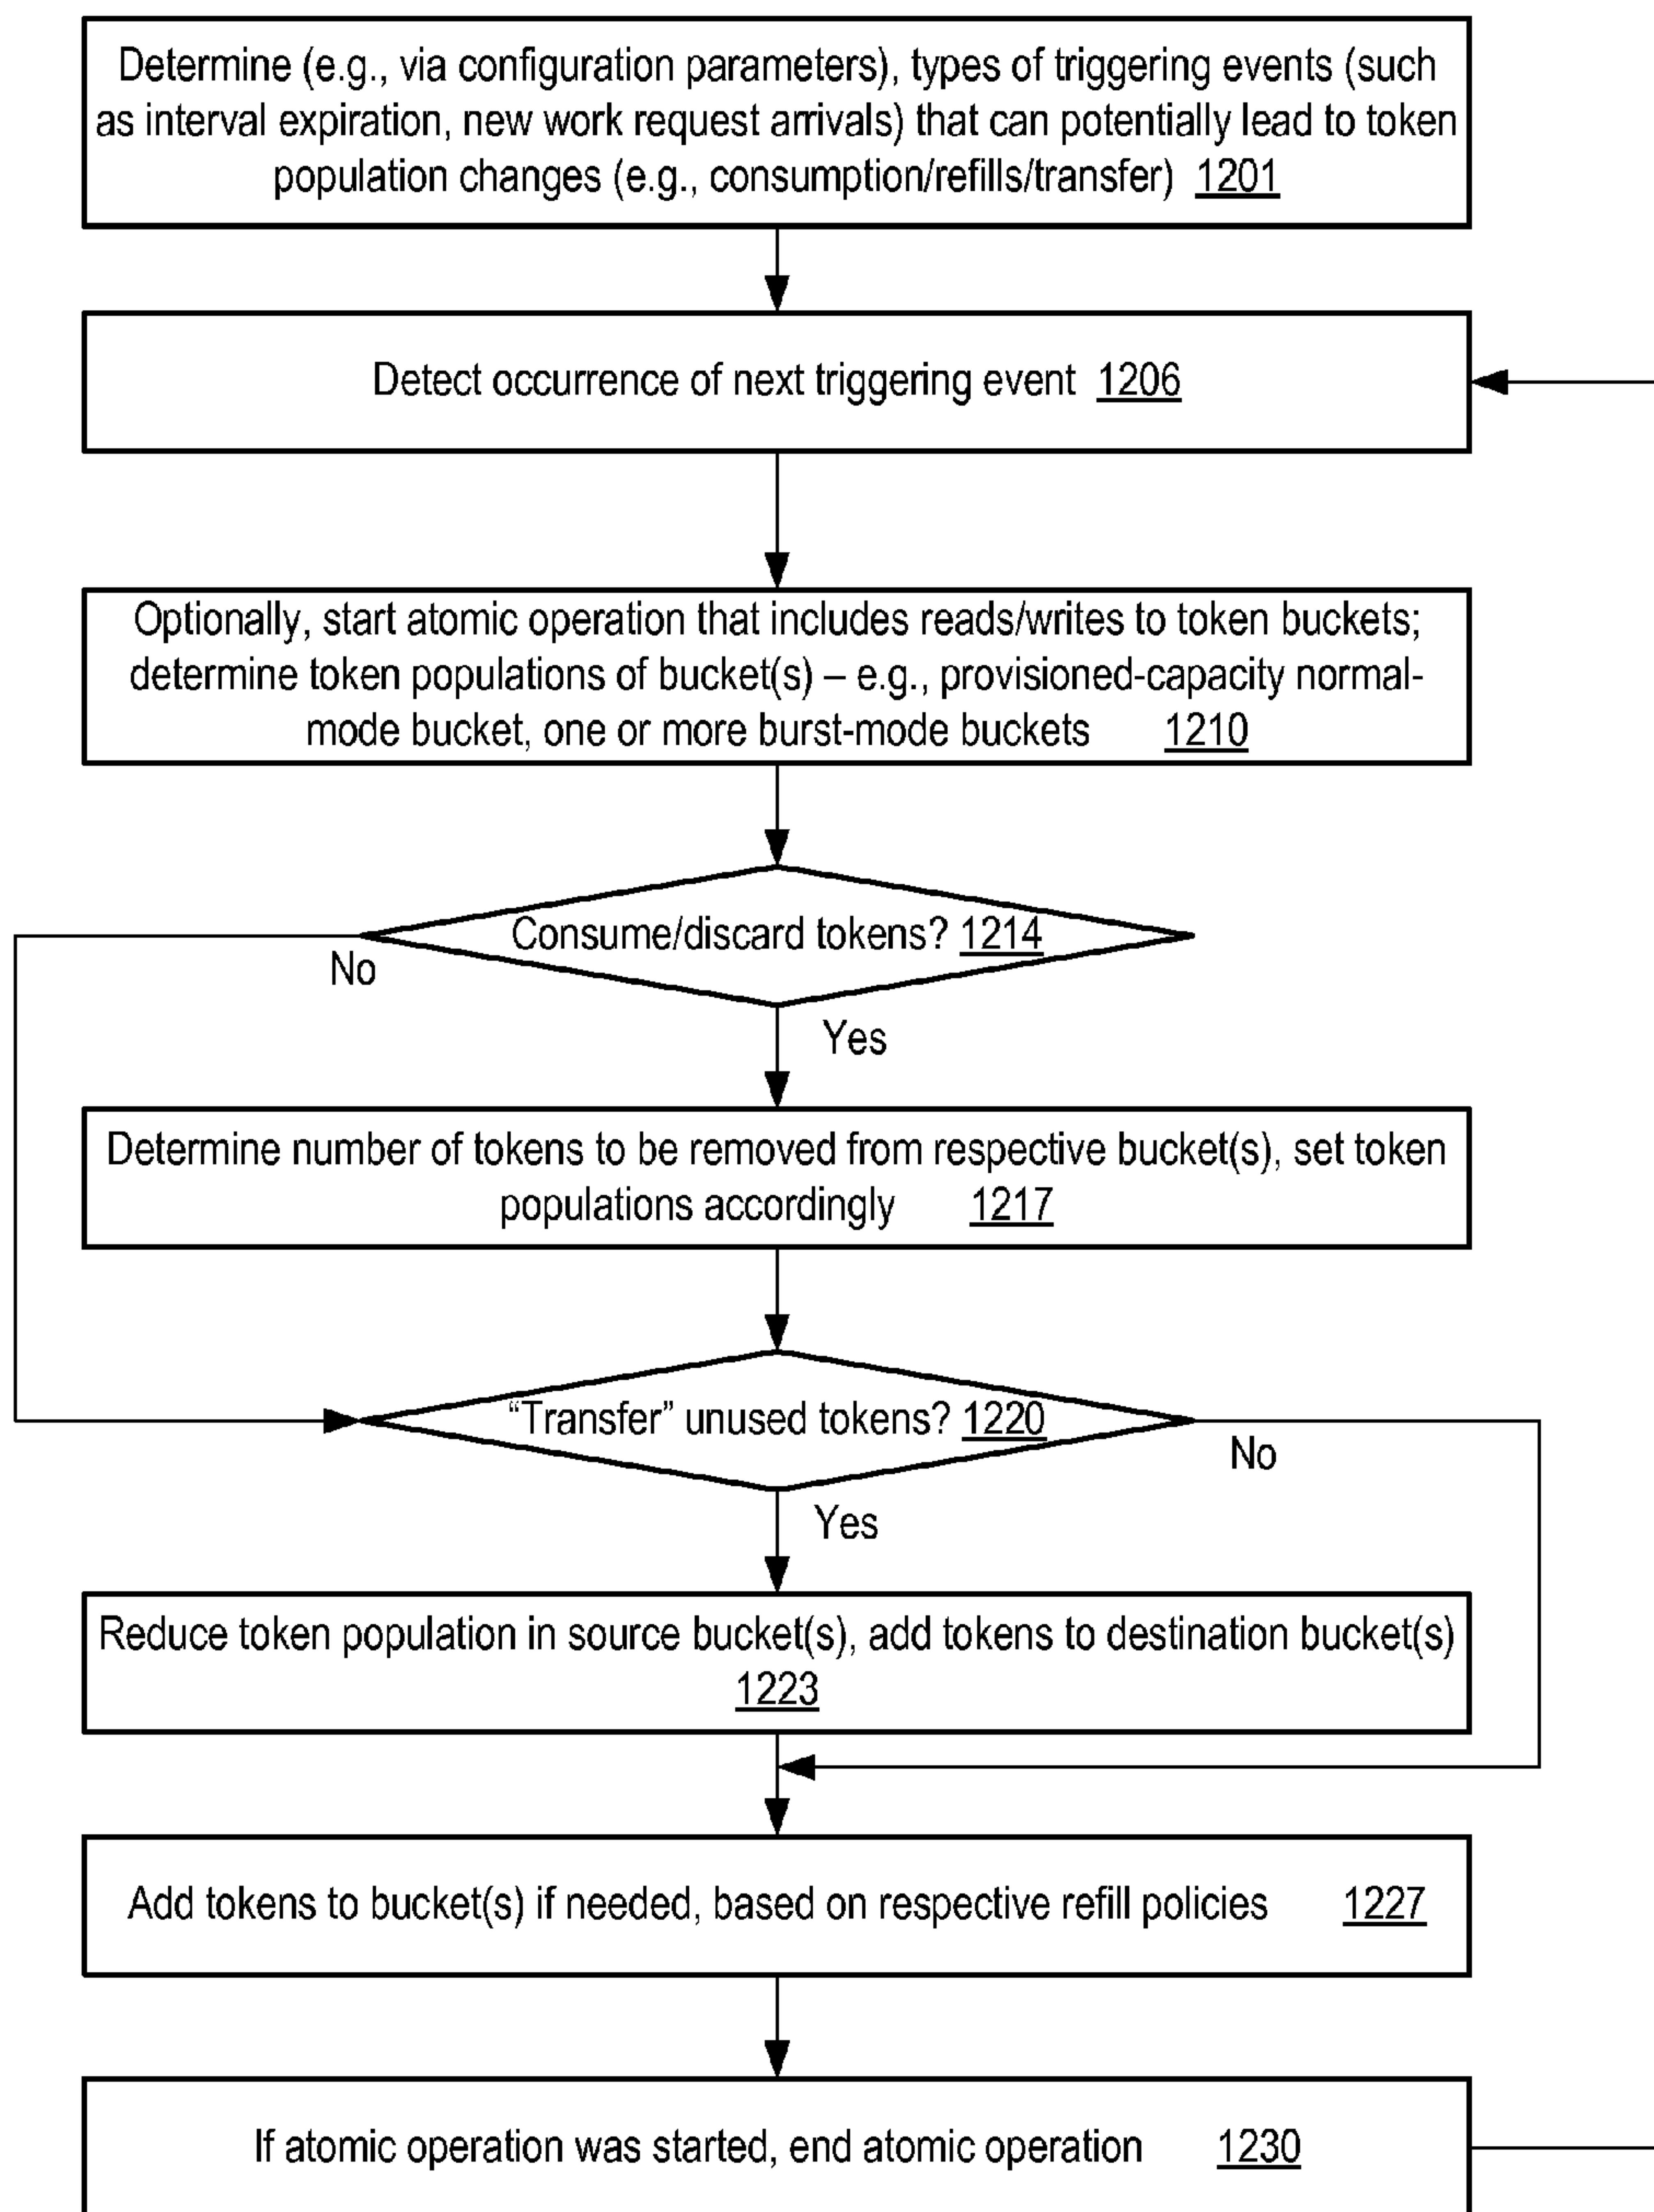 Determine (e.g., via configuration parameters), types of triggering events (such
as interval expiration, new work request arrivals) that can potentially lead to token
population changes (e.g., consumption/refills/transfer) 1201
Detect occurrence of next triggering event 1206
Optionally, start atomic operation that includes reads/writes to token buckets;
determine token populations of bucket(s) – e.g., provisioned-capacity normal-
mode bucket, one or more burst-mode buckets 1210
Consume/discard tokens? 1214
No
Yes
Determine number of tokens to be removed from respective bucket(s), set token
populations accordingly 1217
“Transfer” unused tokens? 1220
No
Yes
Reduce token population in source bucket(s), add tokens to destination bucket(s)
1223
Add tokens to bucket(s) if needed, based on respective refill policies 1227
If atomic operation was started, end atomic operation 1230